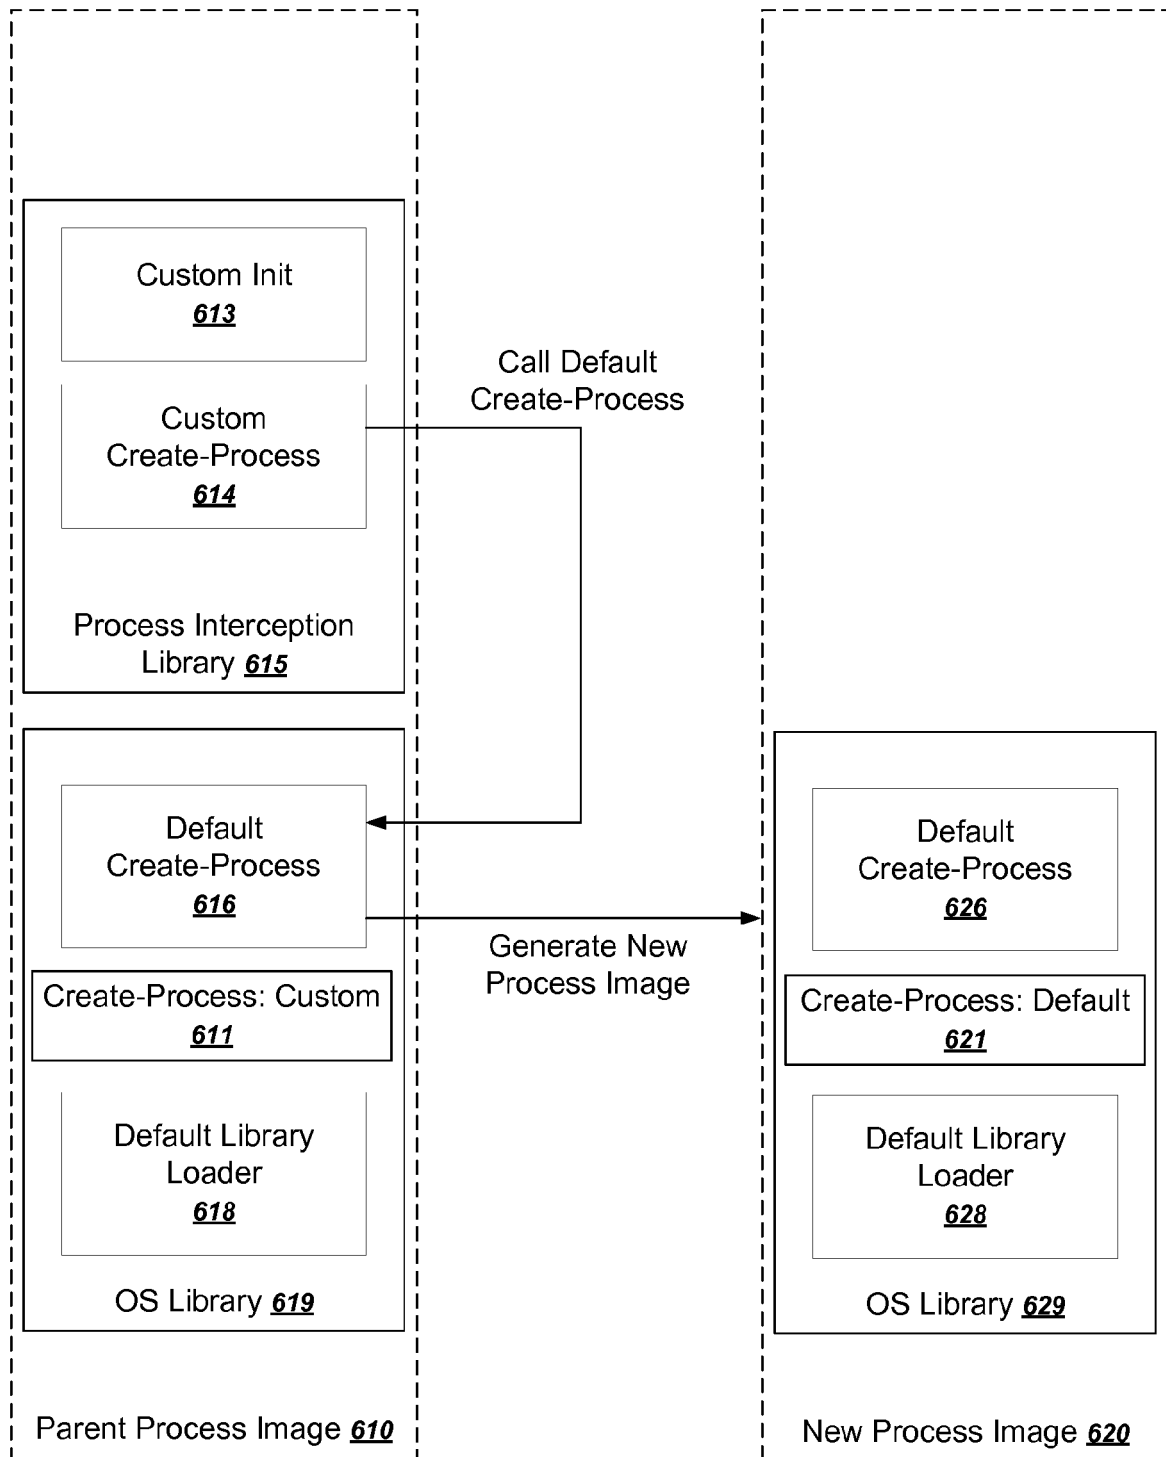 Custom Init
613
Custom
Create-Process
614
Process Interception
Library 615
Call Default
Create-Process
Default
Create-Process
616
Create-Process: Custom
611
Default Library
Loader
618
OS Library 619
Parent Process Image 610
Generate New
Process Image
Default
Create-Process
626
Create-Process: Default
621
Default Library
Loader
628
OS Library 629
New Process Image 620